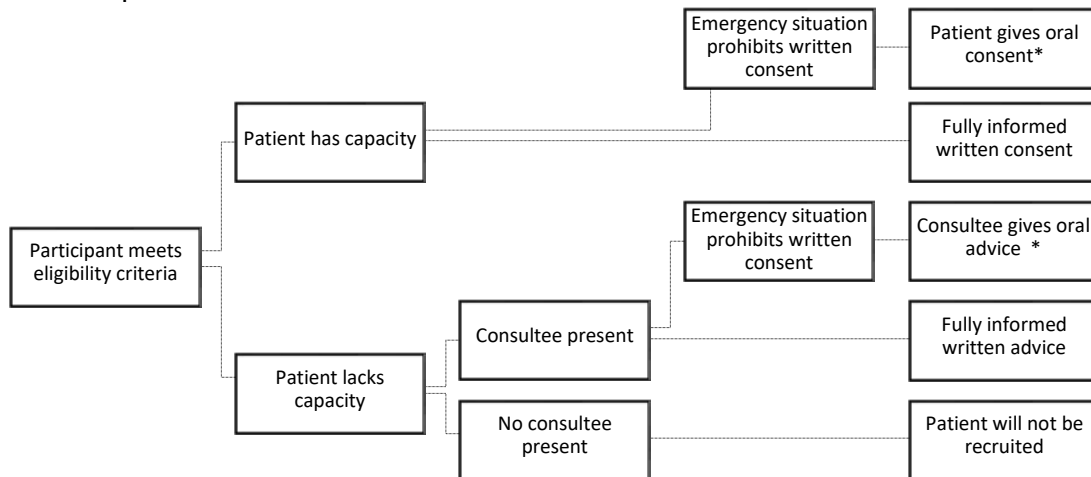 Emergency situation
prohibits written
consent
Patient gives oral
consent*
Patient has capacity
Fully informed
written consent
Participant meets
eligibility criteria
Emergency situation
prohibits written
consent
Consultee gives oral
advice *
Consultee present
Fully informed
written advice
Patient lacks
capacity
No consultee
present
Patient will not be
recruited